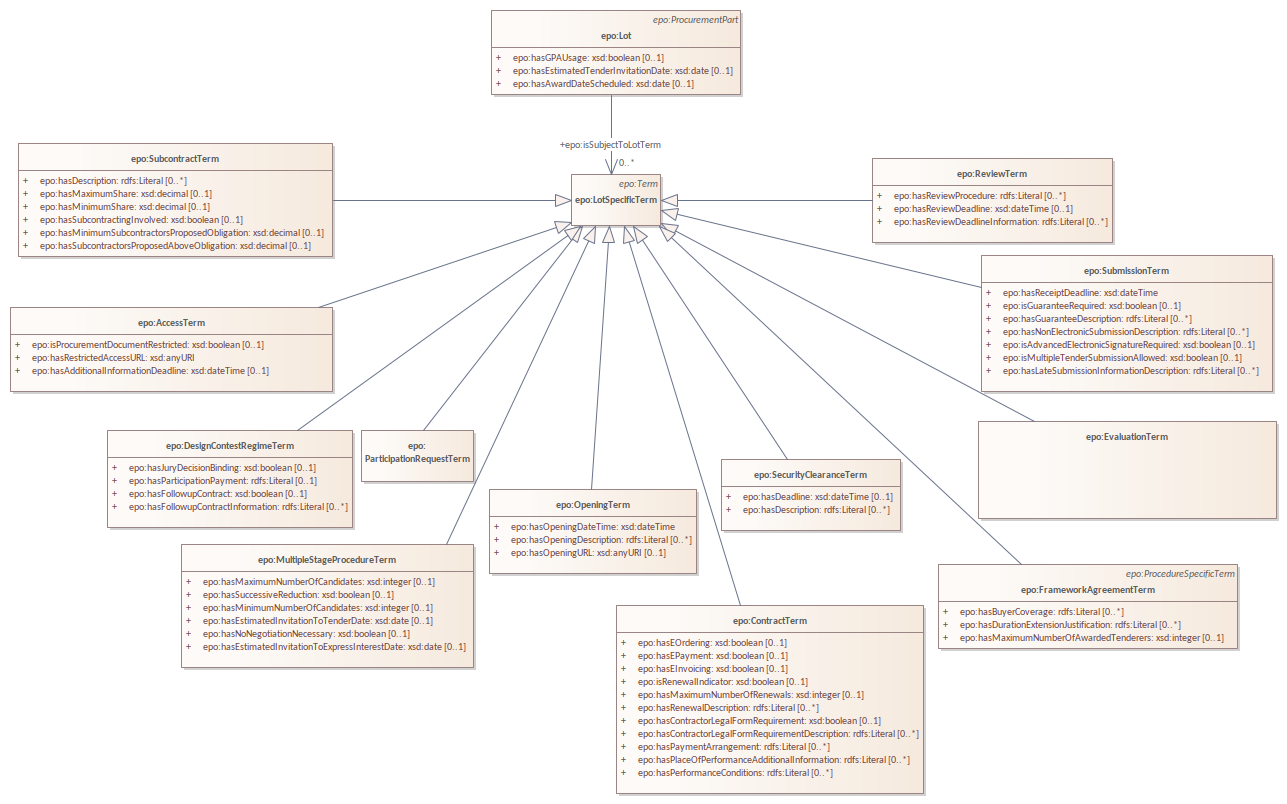 epo:ProcurementPart
epo:Lot
+ epo:hasGPAUsage: xsd:boolean [0..1]
+ epo:hasEstimatedTenderInvitationDate: xsd:date [0..1]
+ epo:hasAwardDateScheduled: xsd:date [0..1]
+epo:isSubjectToLotTerm
0..*
epo:Term
epo:LotSpecificTerm
epo:SubcontractTerm
+ epo:hasDescription: rdfs:Literal [0..*]
+ epo:hasMaximumShare: xsd:decimal [0..1]
+ epo:hasMinimumShare: xsd:decimal [0..1]
+ epo:hasSubcontractingInvolved: xsd:boolean [0..1]
+ epo:hasMinimumSubcontractorsProposedObligation: xsd:decimal [0..1]
+ epo:hasSubcontractorsProposedAboveObligation: xsd:decimal [0..1]
epo:ReviewTerm
+ epo:hasReviewProcedure: rdfs:Literal [0..*]
+ epo:hasReviewDeadline: xsd:dateTime [0..1]
+ epo:hasReviewDeadlineInformation: rdfs:Literal [0..*]
epo:SubmissionTerm
+ epo:hasReceiptDeadline: xsd:dateTime
+ epo:isGuaranteeRequired: xsd:boolean [0..1]
+ epo:hasGuaranteeDescription: rdfs:Literal [0..*]
+ epo:hasNonElectronicSubmissionDescription: rdfs:Literal [0..*]
+ epo:isAdvancedElectronicSignatureRequired: xsd:boolean [0..1]
+ epo:isMultipleTenderSubmissionAllowed: xsd:boolean [0..1]
+ epo:hasLateSubmissionInformationDescription: rdfs:Literal [0..*]
epo:AccessTerm
+ epo:isProcurementDocumentRestricted: xsd:boolean [0..1]
+ epo:hasRestrictedAccessURL: xsd:anyURI
+ epo:hasAdditionalInformationDeadline: xsd:dateTime [0..1]
epo:DesignContestRegimeTerm
+ epo:hasJuryDecisionBinding: xsd:boolean [0..1]
+ epo:hasParticipationPayment: rdfs:Literal [0..1]
+ epo:hasFollowupContract: xsd:boolean [0..1]
+ epo:hasFollowupContractInformation: rdfs:Literal [0..*]
epo:
ParticipationRequestTerm
epo:EvaluationTerm
epo:SecurityClearanceTerm
+ epo:hasDeadline: xsd:dateTime [0..1]
+ epo:hasDescription: rdfs:Literal [0..*]
epo:OpeningTerm
+ epo:hasOpeningDateTime: xsd:dateTime
+ epo:hasOpeningDescription: rdfs:Literal [0..*]
+ epo:hasOpeningURL: xsd:anyURI [0..1]
epo:MultipleStageProcedureTerm
+ epo:hasMaximumNumberOfCandidates: xsd:integer [0..1]
+ epo:hasSuccessiveReduction: xsd:boolean [0..1]
+ epo:hasMinimumNumberOfCandidates: xsd:integer [0..1]
+ epo:hasEstimatedInvitationToTenderDate: xsd:date [0..1]
+ epo:hasNoNegotiationNecessary: xsd:boolean [0..1]
+ epo:hasEstimatedInvitationToExpressInterestDate: xsd:date [0..1]
epo:ProcedureSpecificTerm
epo:FrameworkAgreementTerm
+ epo:hasBuyerCoverage: rdfs:Literal [0..*]
+ epo:hasDurationExtensionJustification: rdfs:Literal [0..*]
+ epo:hasMaximumNumberOfAwardedTenderers: xsd:integer [0..1]
epo:ContractTerm
+ epo:hasEOrdering: xsd:boolean [0..1]
+ epo:hasEPayment: xsd:boolean [0..1]
+ epo:hasEInvoicing: xsd:boolean [0..1]
+ epo:isRenewalIndicator: xsd:boolean [0..1]
+ epo:hasMaximumNumberOfRenewals: xsd:integer [0..1]
+ epo:hasRenewalDescription: rdfs:Literal [0..*]
+ epo:hasContractorLegalFormRequirement: xsd:boolean [0..1]
+ epo:hasContractorLegalFormRequirementDescription: rdfs:Literal [0..*]
+ epo:hasPaymentArrangement: rdfs:Literal [0..*]
+ epo:hasPlaceOfPerformanceAdditionalInformation: rdfs:Literal [0..*]
+ epo:hasPerformanceConditions: rdfs:Literal [0..*]